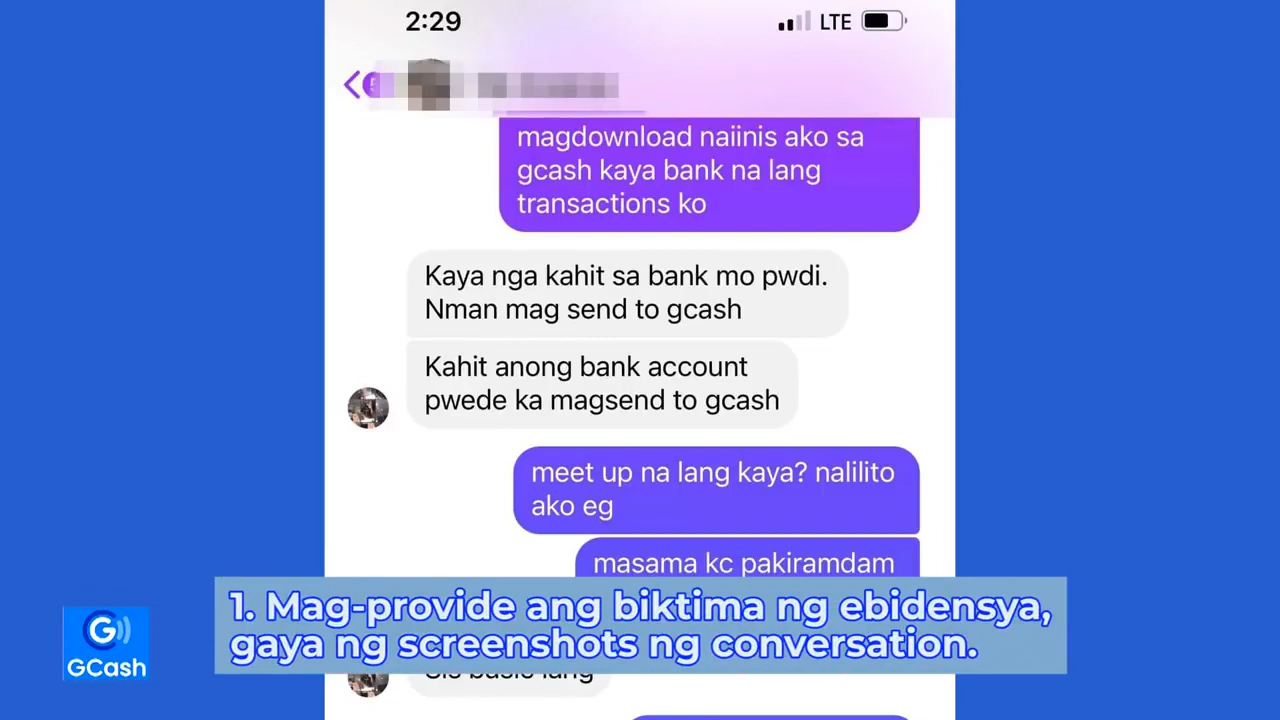 2:29
LTE
magdownload naiinis ako sa
gcash kaya bank na lang
transactions ko
Kaya nga kahit sa bank mo pwdi.
Nman mag send to gcash
Kahit anong bank account
pwede ka magsend to gcash
meet up na lang kaya? nalilito
ako eg
masama kc pakiramdam
1. Mag-provide ang biktima ng ebidensya,
gaya ng screenshots ng conversation.
GCash